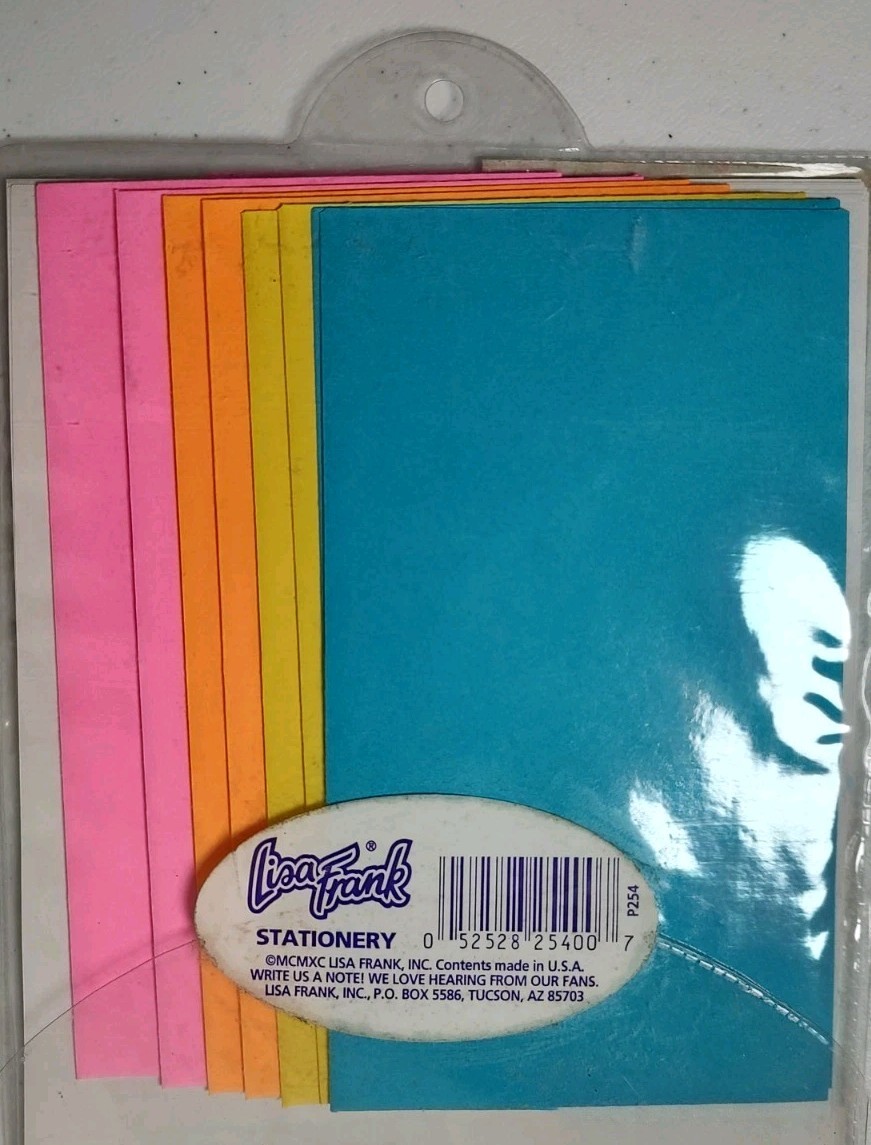 Lisa Frank®
STATIONERY
0 52528 25400 7
P254
©MCMXC LISA FRANK, INC. Contents made in U.S.A.
WRITE US A NOTE! WE LOVE HEARING FROM OUR FANS.
LISA FRANK, INC., P.O. BOX 5586, TUCSON, AZ 85703